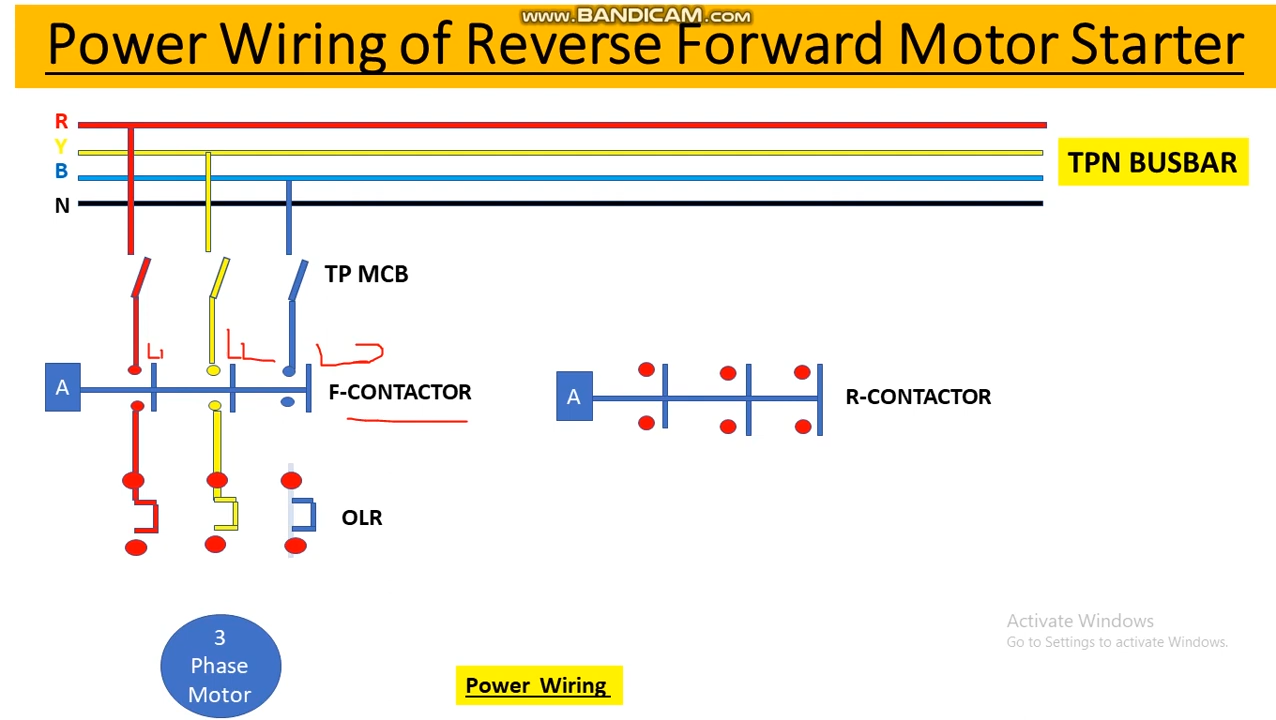 www.BANDICAM.com
Power Wiring of Reverse Forward Motor Starter
R
Y
B
N
TPN BUSBAR
TP MCB
A
F-CONTACTOR
A
R-CONTACTOR
OLR
3
Phase
Motor
Power Wiring
Activate Windows
Go to Settings to activate Windows.